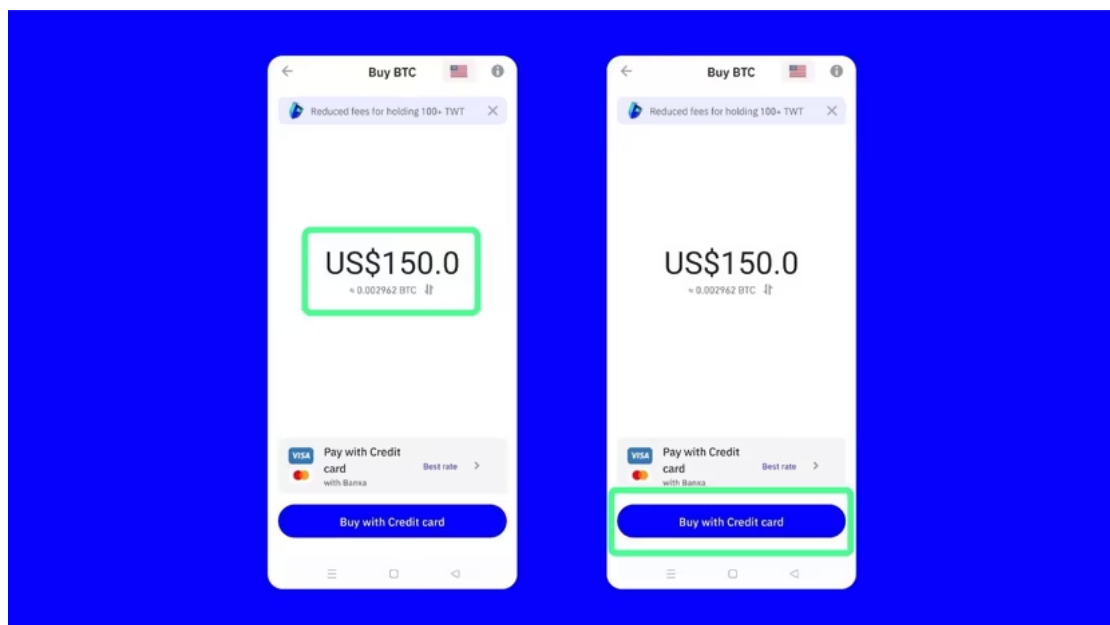 Buy BTC
Reduced fees for holding 100+ TWT
US$150.0
≈ 0.002962 BTC
VISA
Pay with Credit
card
Best rate
with Banxa
Buy with Credit card
Buy BTC
Reduced fees for holding 100+ TWT
US$150.0
≈ 0.002962 BTC
VISA
Pay with Credit
card
Best rate
with Banxa
Buy with Credit card